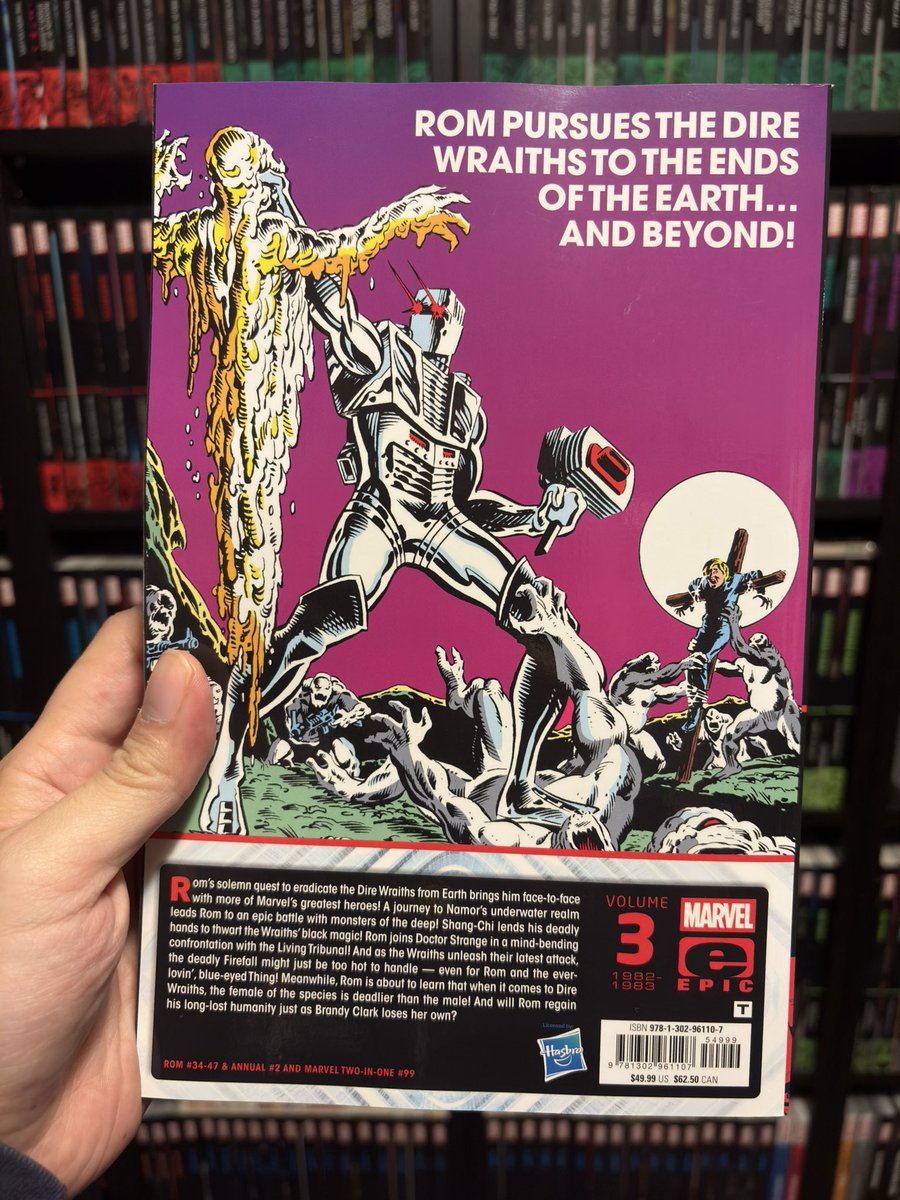 ROM PURSUES THE DIRE
WRAITHS TO THE ENDS
OF THE EARTH...
AND BEYOND!
Rom's solemn quest to eradicate the Dire Wraiths from Earth brings him face-to-face
with more of Marvel's greatest heroes! A journey to Namor's underwater realm
leads Rom to an epic battle with monsters of the deep! Shang-Chi lends his deadly
hands to thwart the Wraiths' black magic! Rom joins Doctor Strange in a mind-bending
confrontation with the Living Tribunal! And as the Wraiths unleash their latest attack,
the deadly Firefall might just be too hot to handle — even for Rom and the ever-
lovin', blue-eyed Thing! Meanwhile, Rom is about to learn that when it comes to Dire
Wraiths, the female of the species is deadlier than the male! And will Rom regain
his long-lost humanity just as Brandy Clark loses her own?
ROM #34-47 & ANNUAL #2 AND MARVEL TWO-IN-ONE #99
VOLUME
3
1982-
1983
MARVEL
e
EPIC
T
Licensed by:
Hasbro
ISBN 978-1-302-96110-7
54999
9 781302 961107
$49.99 US $62.50 CAN